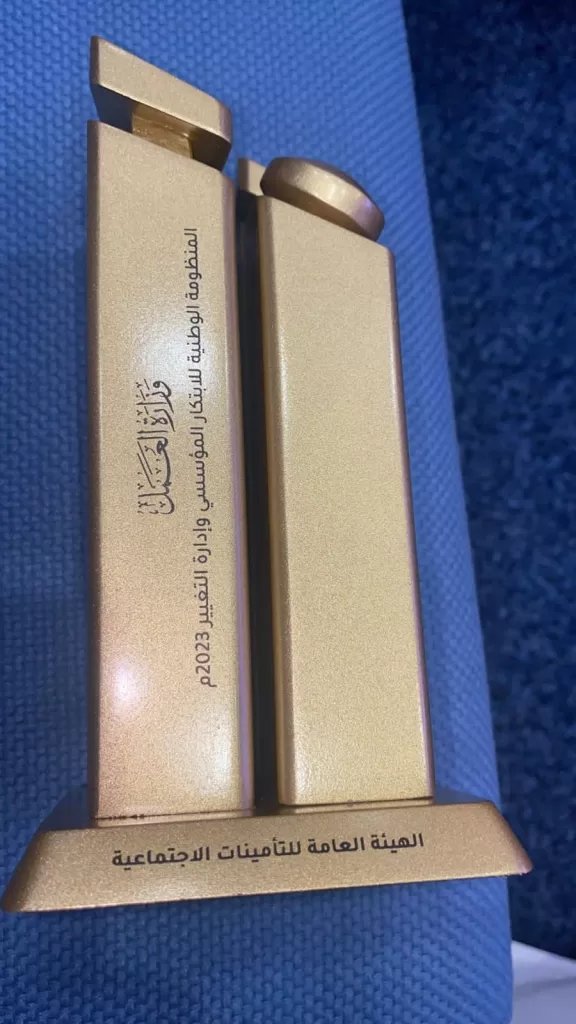 وزارة العمل
المنظومة الوطنية للابتكار المؤسسي وإدارة التغيير 2023م
الهيئة العامة للتأمينات الاجتماعية